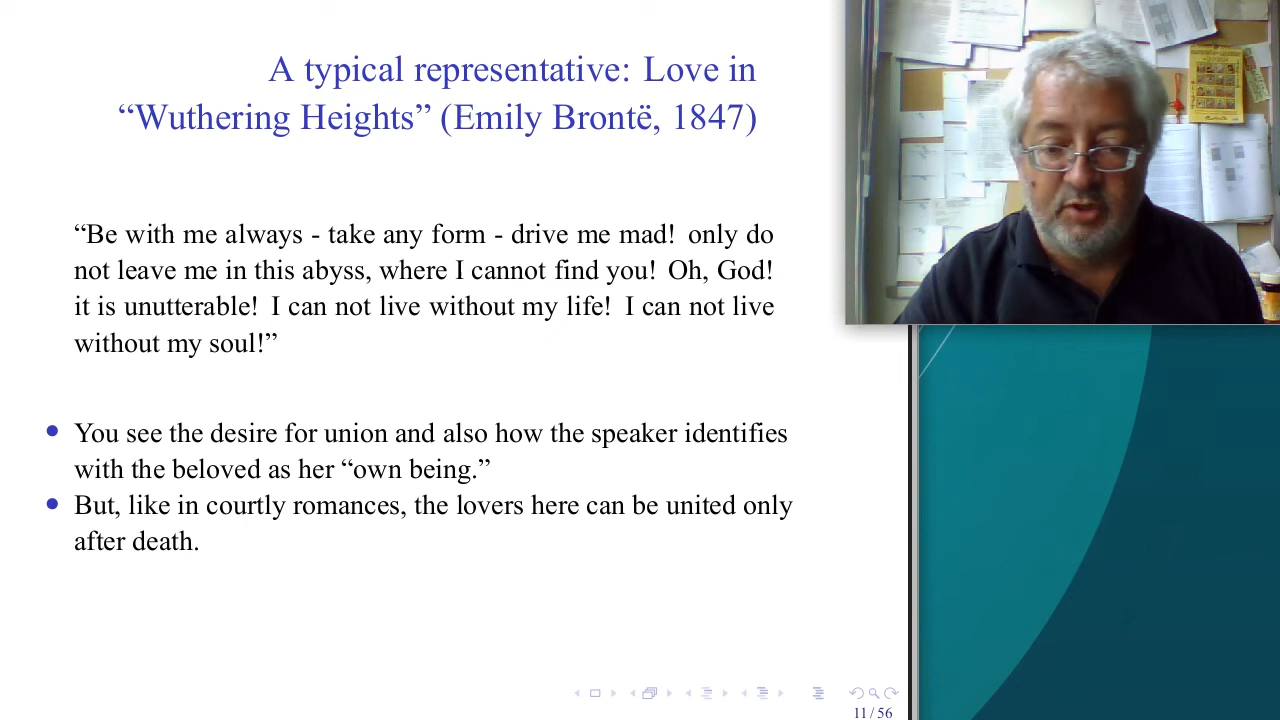 A typical representative: Love in
“Wuthering Heights” (Emily Brontë, 1847)
“Be with me always - take any form - drive me mad! only do
not leave me in this abyss, where I cannot find you! Oh, God!
it is unutterable! I can not live without my life! I can not live
without my soul!”
• You see the desire for union and also how the speaker identifies
with the beloved as her “own being.”
• But, like in courtly romances, the lovers here can be united only
after death.
11 / 56